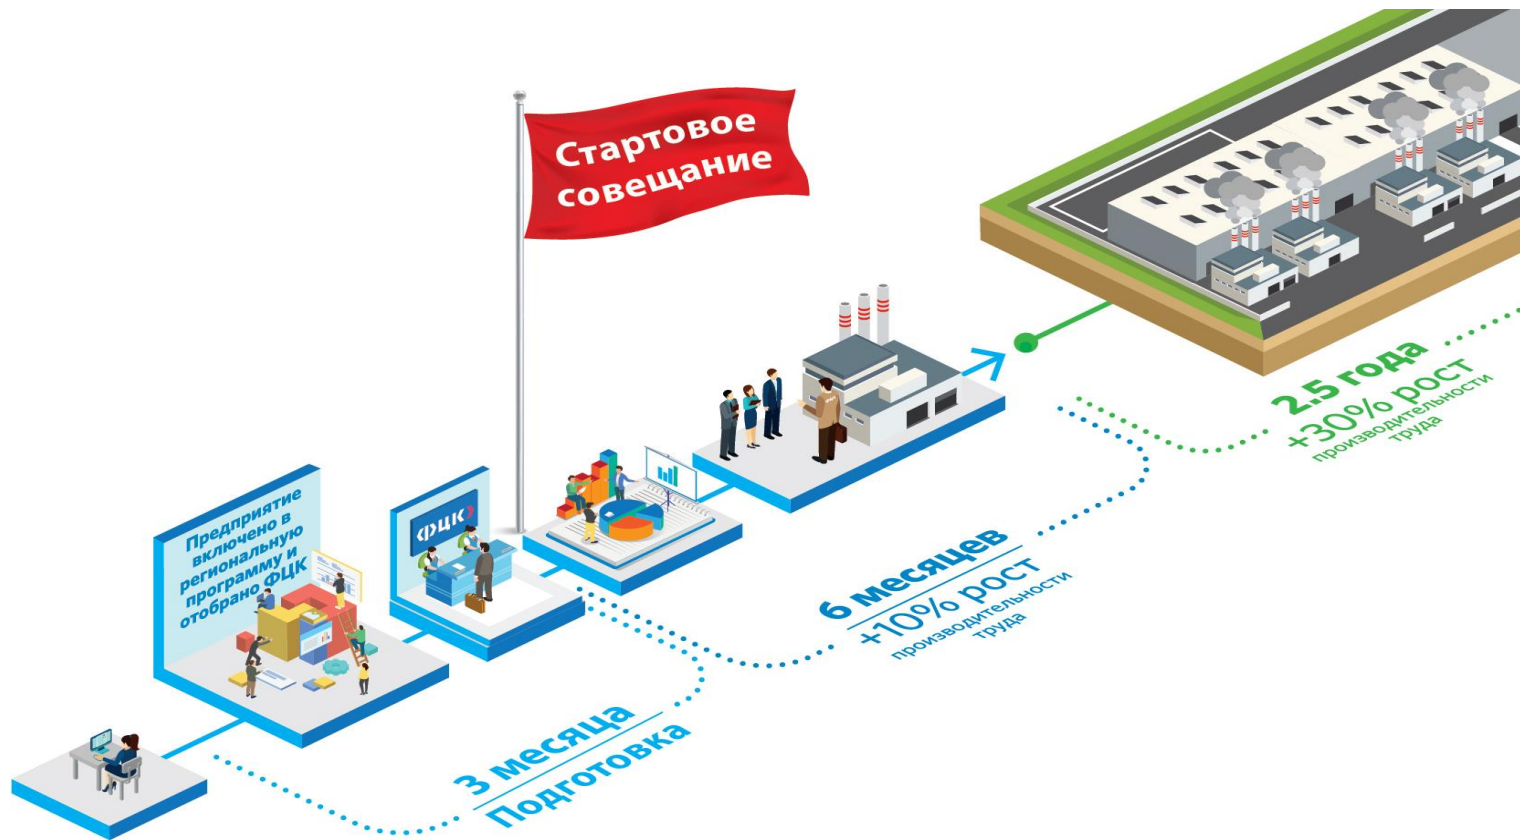 Стартовое
совещание
Предприятие
включено в
региональную
программу и
отобрано ФЦК
‹ФЦК›
3 месяца
Подготовка
6 месяцев
+10% рост
производительности
труда
2.5 года
+30% рост
производительности
труда